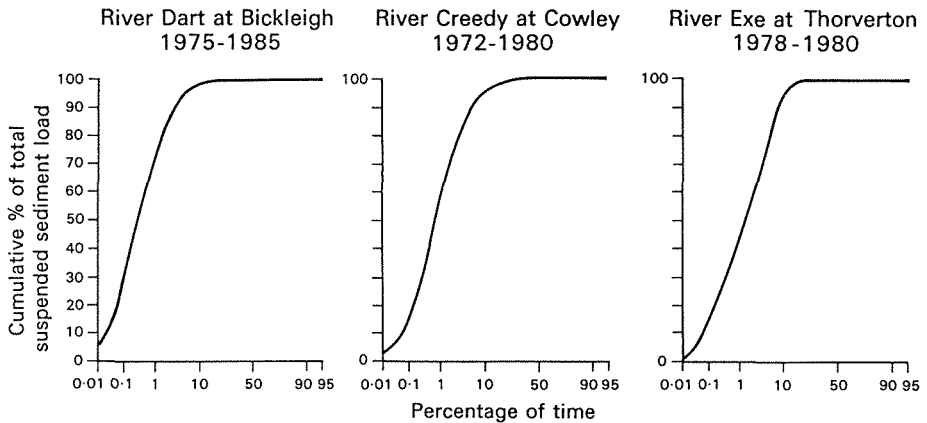 River Dart at Bickleigh
1975-1985
River Creedy at Cowley
1972-1980
River Exe at Thorverton
1978-1980
Cumulative % of total
suspended sediment load
100
90
80
70
60
50
40
30
20
10
0
0·01 0·1 1 10 50 90 95
100
0
0·01 0·1 1 10 50 90 95
100
0
0·01 0·1 1 10 50 90 95
Percentage of time